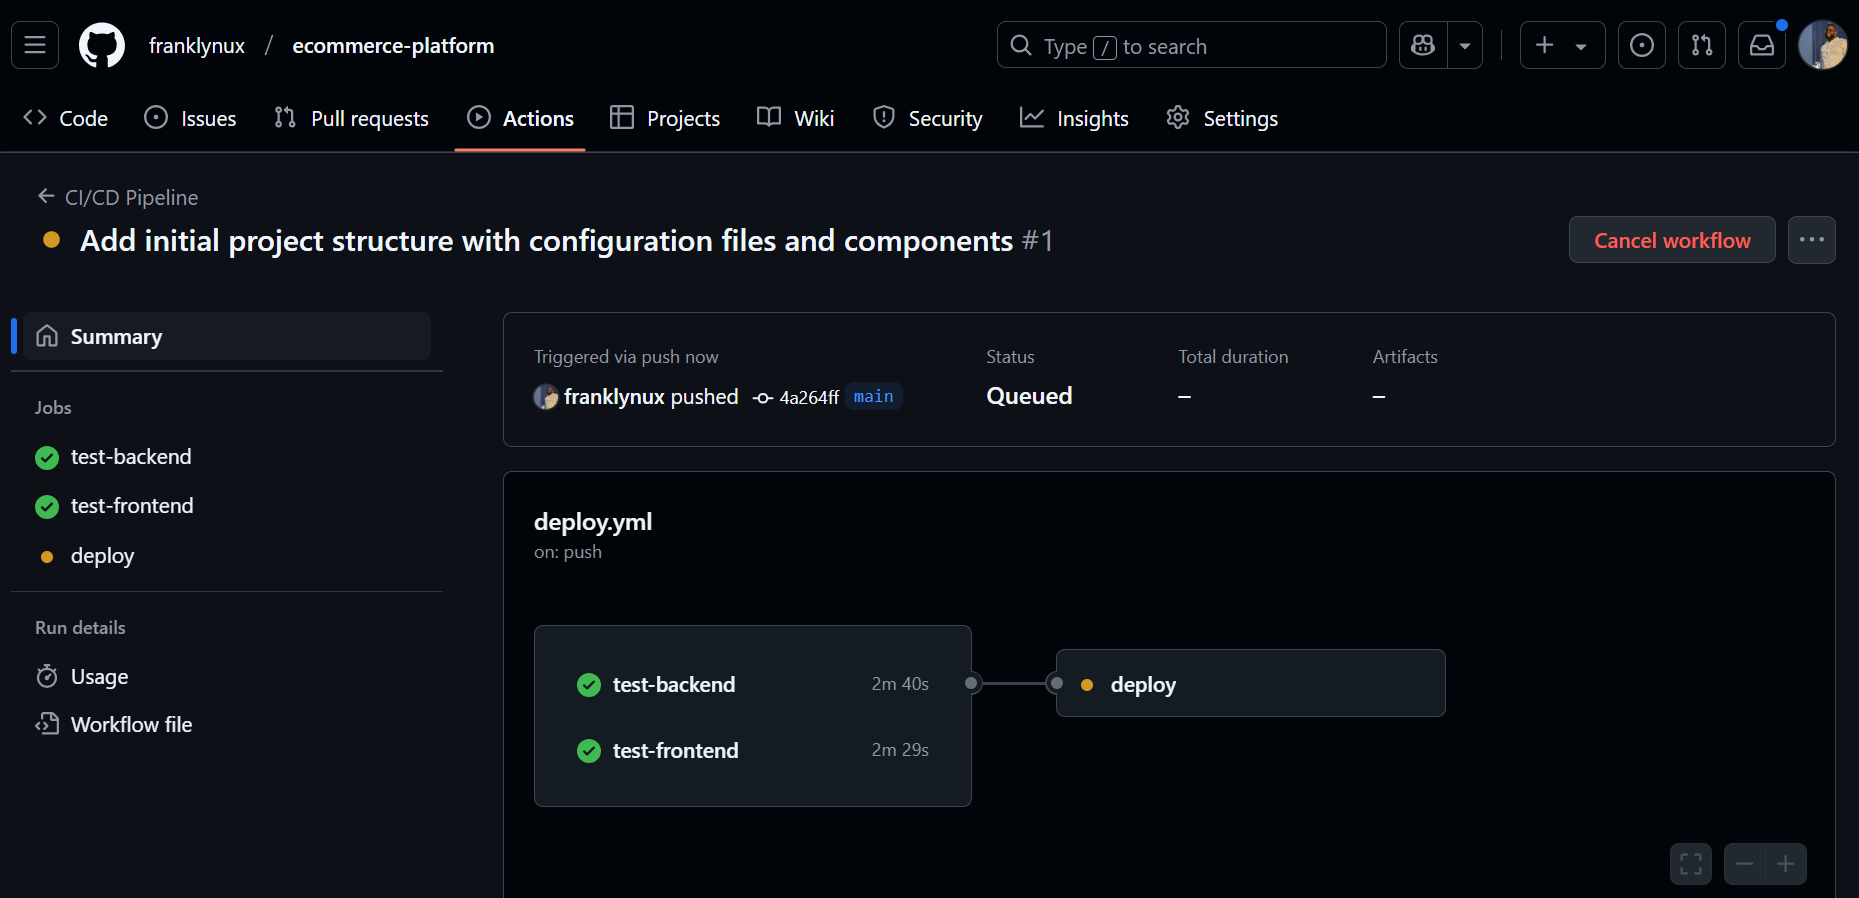 franklynux / ecommerce-platform
Type / to search
Code Issues Pull requests Actions Projects Wiki Security Insights Settings
CI/CD Pipeline
Add initial project structure with configuration files and components #1
Cancel workflow
Summary
Jobs
test-backend
test-frontend
deploy
Run details
Usage
Workflow file
Triggered via push now
franklynux pushed 4a264ff main
Status
Queued
Total duration
–
Artifacts
–
deploy.yml
on: push
test-backend 2m 40s
test-frontend 2m 29s
deploy